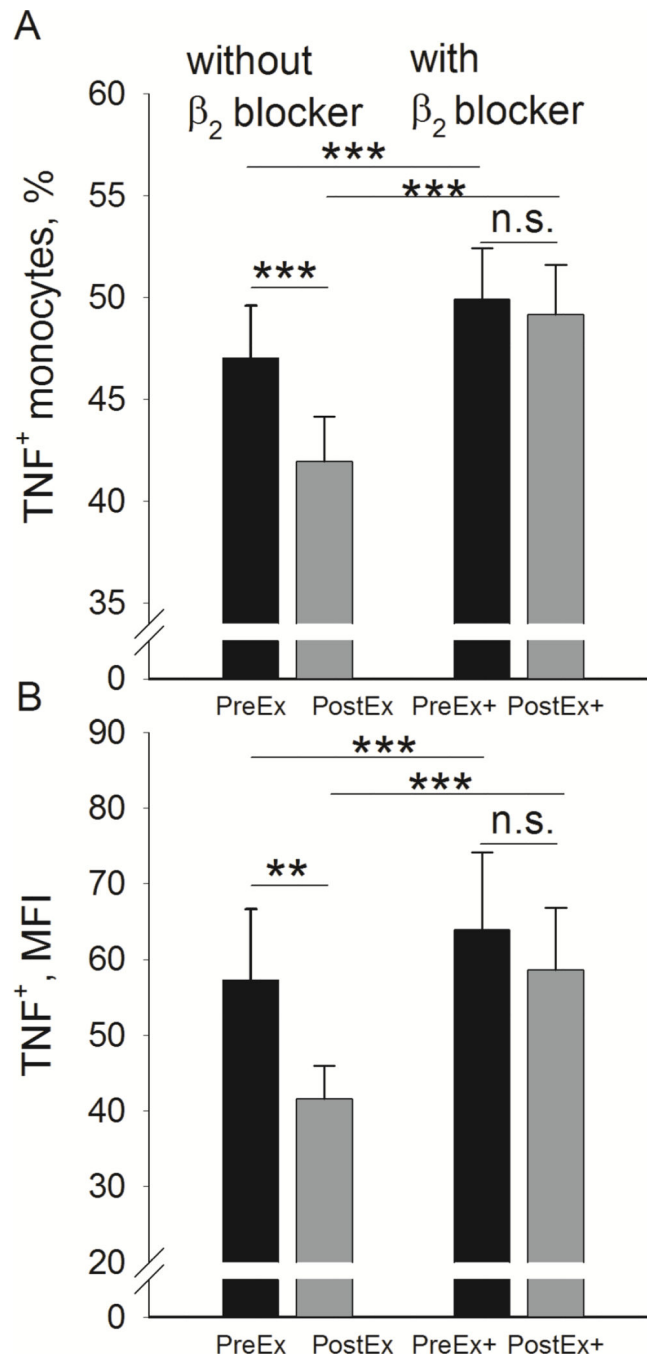 A
without
β₂ blocker
with
β₂ blocker
TNF⁺ monocytes, %
60
55
50
45
40
35
0
***
***
n.s.
***
PreEx PostEx PreEx+ PostEx+
B
TNF⁺, MFI
90
80
70
60
50
40
30
20
0
***
***
n.s.
**
PreEx PostEx PreEx+ PostEx+